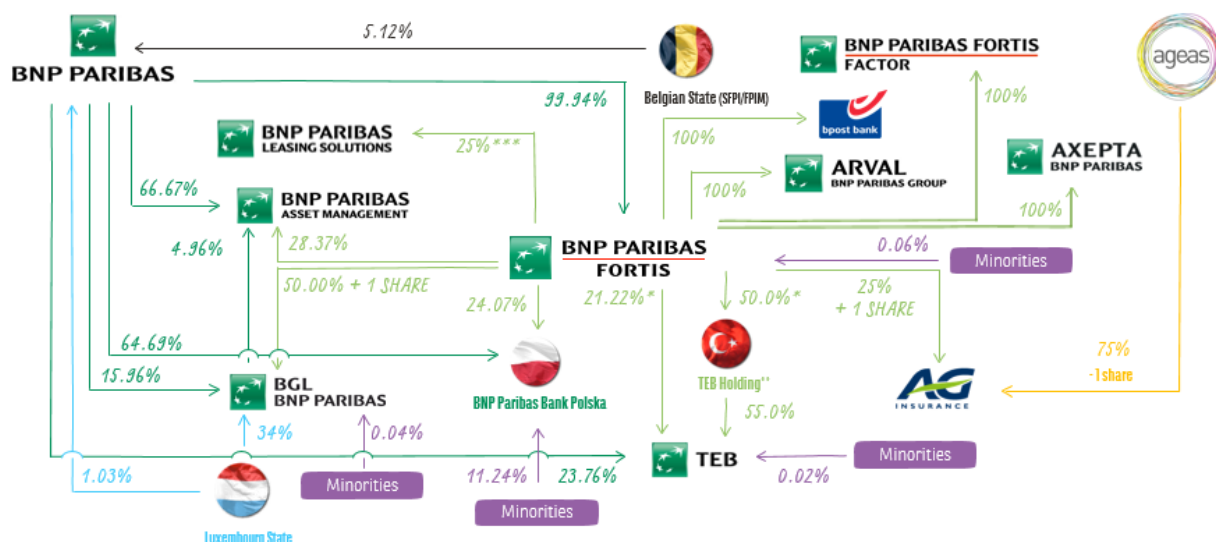 5.12%
ageas
BNP PARIBAS
BNP PARIBAS FORTIS
FACTOR
99.94%
Belgian State (SFPI/FPIM)
100%
bpost bank
BNP PARIBAS
LEASING SOLUTIONS
25%***
100%
ARVAL
BNP PARIBAS GROUP
AXEPTA
BNP PARIBAS
66.67%
100%
100%
BNP PARIBAS
ASSET MANAGEMENT
4.96%
28.37%
BNP PARIBAS
FORTIS
0.06%
Minorities
50.00% + 1 SHARE
24.07%
21.22%*
50.0%*
25%
+ 1 SHARE
64.69%
75%
- 1 share
15.96%
BGL
BNP PARIBAS
BNP Paribas Bank Polska
TEB Holding**
AG
INSURANCE
34%
0.04%
55.0%
1.03%
Minorities
11.24%
23.76%
TEB
0.02%
Minorities
Minorities
Luxembourg State